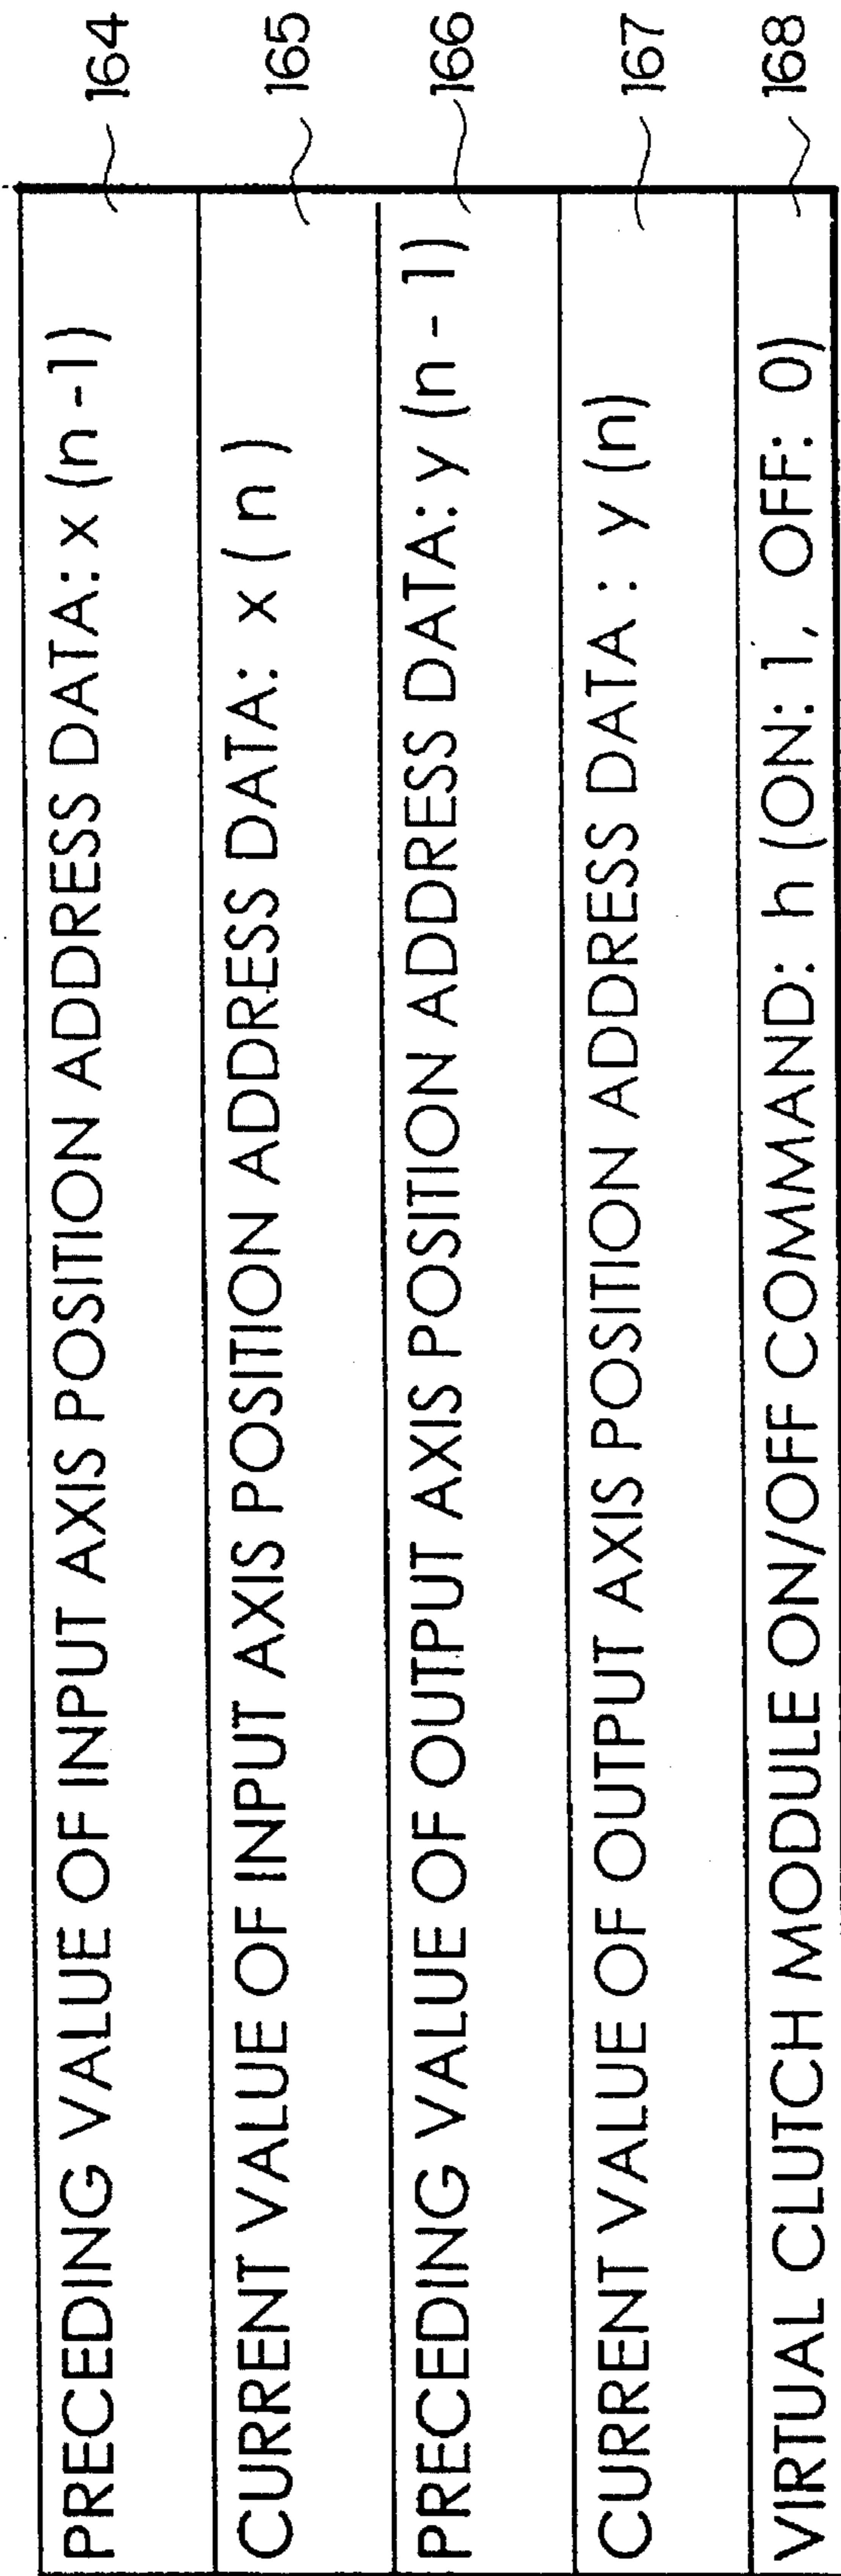 PRECEDING VALUE OF INPUT AXIS POSITION ADDRESS DATA: x (n - 1) 164
CURRENT VALUE OF INPUT AXIS POSITION ADDRESS DATA: x ( n ) 165
PRECEDING VALUE OF OUTPUT AXIS POSITION ADDRESS DATA: y (n - 1) 166
CURRENT VALUE OF OUTPUT AXIS POSITION ADDRESS DATA : y (n) 167
VIRTUAL CLUTCH MODULE ON/OFF COMMAND: h (ON: 1, OFF: 0) 168